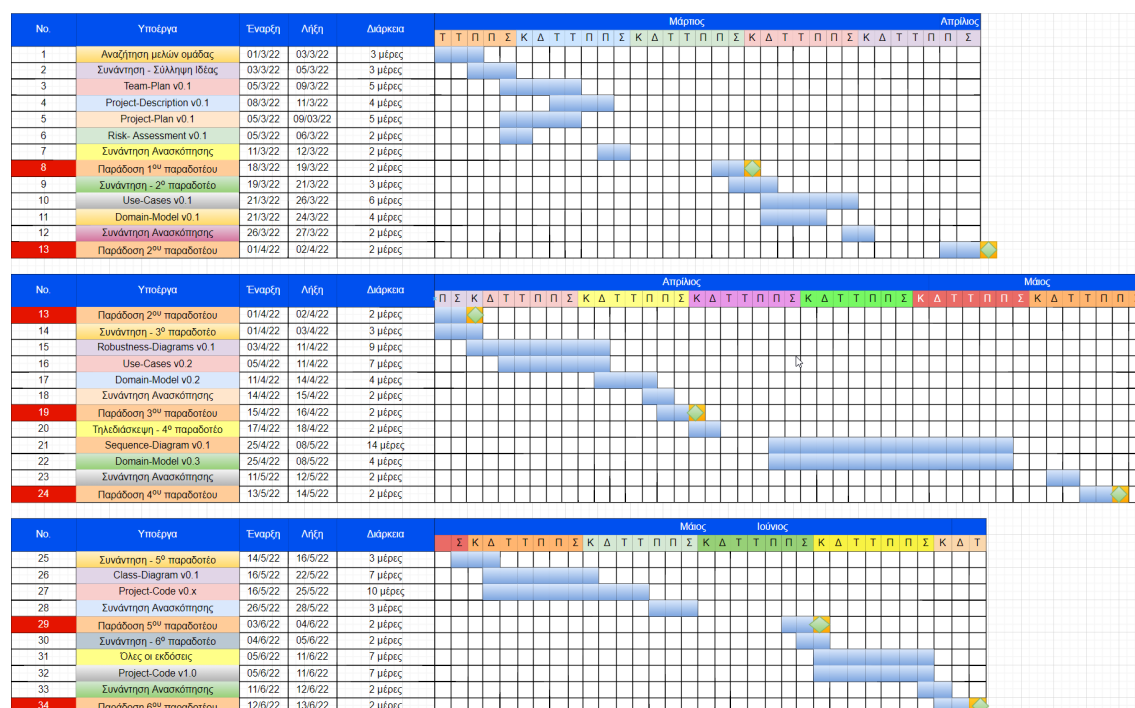 Μάρτιος Απρίλιος
No. Υποέργα Έναρξη Λήξη Διάρκεια
Τ Τ Π Π Σ Κ Δ Τ Τ Π Π Σ Κ Δ Τ Τ Π Π Σ Κ Δ Τ Τ Π Π Σ Κ Δ Τ Τ Π Π Σ
1 Αναζήτηση μελών ομάδας 01/3/22 03/3/22 3 μέρες
2 Συνάντηση - Σύλληψη Ιδέας 03/3/22 05/3/22 3 μέρες
3 Team-Plan v0.1 05/3/22 09/3/22 5 μέρες
4 Project-Description v0.1 08/3/22 11/3/22 4 μέρες
5 Project-Plan v0.1 05/3/22 09/03/22 5 μέρες
6 Risk- Assessment v0.1 05/3/22 06/3/22 2 μέρες
7 Συνάντηση Ανασκόπησης 11/3/22 12/3/22 2 μέρες
8 Παράδοση 1ου παραδοτέου 18/3/22 19/3/22 2 μέρες
9 Συνάντηση - 2ο παραδοτέο 19/3/22 21/3/22 3 μέρες
10 Use-Cases v0.1 21/3/22 26/3/22 6 μέρες
11 Domain-Model v0.1 21/3/22 24/3/22 4 μέρες
12 Συνάντηση Ανασκόπησης 26/3/22 27/3/22 2 μέρες
13 Παράδοση 2ου παραδοτέου 01/4/22 02/4/22 2 μέρες
Απρίλιος Μάιος
No. Υποέργα Έναρξη Λήξη Διάρκεια
Π Σ Κ Δ Τ Τ Π Π Σ Κ Δ Τ Τ Π Π Σ Κ Δ Τ Τ Π Π Σ Κ Δ Τ Τ Π Π Σ Κ Δ Τ Τ Π Π Σ Κ Δ Τ Τ Π Π
13 Παράδοση 2ου παραδοτέου 01/4/22 02/4/22 2 μέρες
14 Συνάντηση - 3ο παραδοτέο 01/4/22 03/4/22 3 μέρες
15 Robustness-Diagrams v0.1 03/4/22 11/4/22 9 μέρες
16 Use-Cases v0.2 05/4/22 11/4/22 7 μέρες
17 Domain-Model v0.2 11/4/22 14/4/22 4 μέρες
18 Συνάντηση Ανασκόπησης 14/4/22 15/4/22 2 μέρες
19 Παράδοση 3ου παραδοτέου 15/4/22 16/4/22 2 μέρες
20 Τηλεδιάσκεψη - 4ο παραδοτέο 17/4/22 18/4/22 2 μέρες
21 Sequence-Diagram v0.1 25/4/22 08/5/22 14 μέρες
22 Domain-Model v0.3 25/4/22 08/5/22 4 μέρες
23 Συνάντηση Ανασκόπησης 11/5/22 12/5/22 2 μέρες
24 Παράδοση 4ου παραδοτέου 13/5/22 14/5/22 2 μέρες
Μάιος Ιούνιος
No. Υποέργα Έναρξη Λήξη Διάρκεια
Σ Κ Δ Τ Τ Π Π Σ Κ Δ Τ Τ Π Π Σ Κ Δ Τ Τ Π Π Σ Κ Δ Τ Τ Π Π Σ Κ Δ Τ
25 Συνάντηση - 5ο παραδοτέο 14/5/22 16/5/22 3 μέρες
26 Class-Diagram v0.1 16/5/22 22/5/22 7 μέρες
27 Project-Code v0.x 16/5/22 25/5/22 10 μέρες
28 Συνάντηση Ανασκόπησης 26/5/22 28/5/22 3 μέρες
29 Παράδοση 5ου παραδοτέου 03/6/22 04/6/22 2 μέρες
30 Συνάντηση - 6ο παραδοτέο 04/6/22 05/6/22 2 μέρες
31 Όλες οι εκδόσεις 05/6/22 11/6/22 7 μέρες
32 Project-Code v1.0 05/6/22 11/6/22 7 μέρες
33 Συνάντηση Ανασκόπησης 11/6/22 12/6/22 2 μέρες
34 Παράδοση 6ου παραδοτέου 12/6/22 13/6/22 2 μέρες